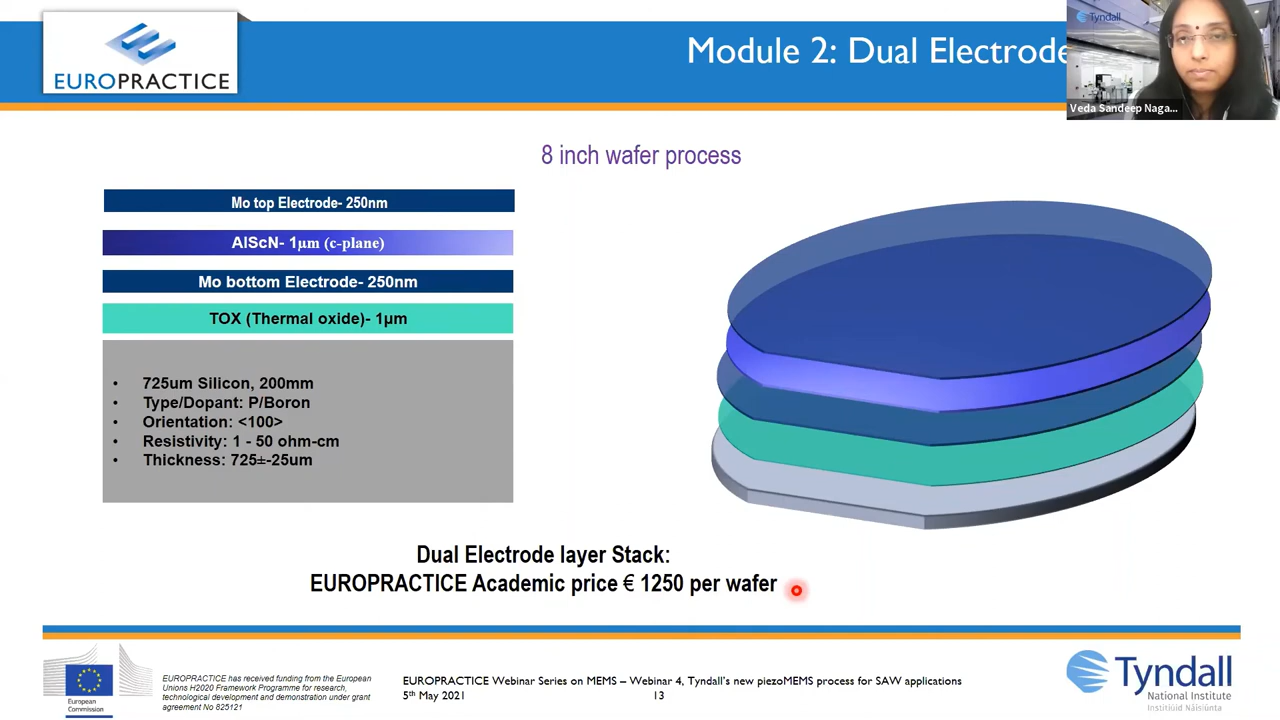 EUROPRACTICE
Module 2: Dual Electrode
Tyndall
Veda Sandeep Naga...
8 inch wafer process
Mo top Electrode- 250nm
AlScN- 1µm (c-plane)
Mo bottom Electrode- 250nm
TOX (Thermal oxide)- 1µm
• 725um Silicon, 200mm
• Type/Dopant: P/Boron
• Orientation: <100>
• Resistivity: 1 - 50 ohm-cm
• Thickness: 725±-25um
Dual Electrode layer Stack:
EUROPRACTICE Academic price € 1250 per wafer
European
Commission
EUROPRACTICE has received funding from the European
Unions H2020 Framework Programme for research,
technological development and demonstration under grant
agreement No 825121
EUROPRACTICE Webinar Series on MEMS – Webinar 4, Tyndall's new piezoMEMS process for SAW applications
5th May 2021
13
Tyndall
National Institute
Institiúid Náisiúnta